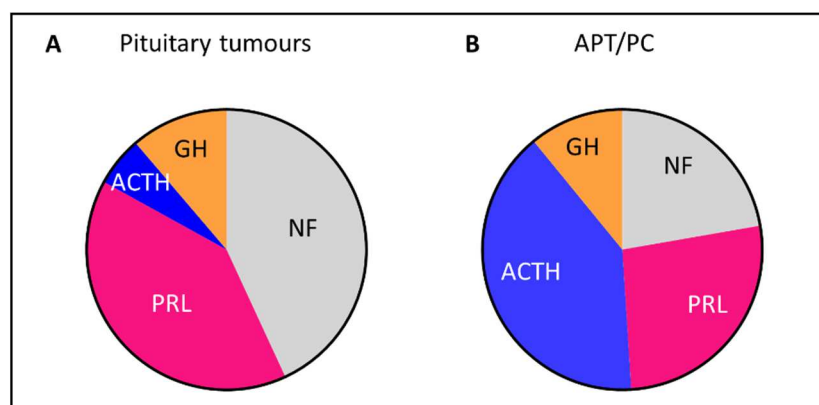 A Pituitary tumours
B APT/PC
GH
NF
ACTH
PRL
GH
NF
ACTH
PRL